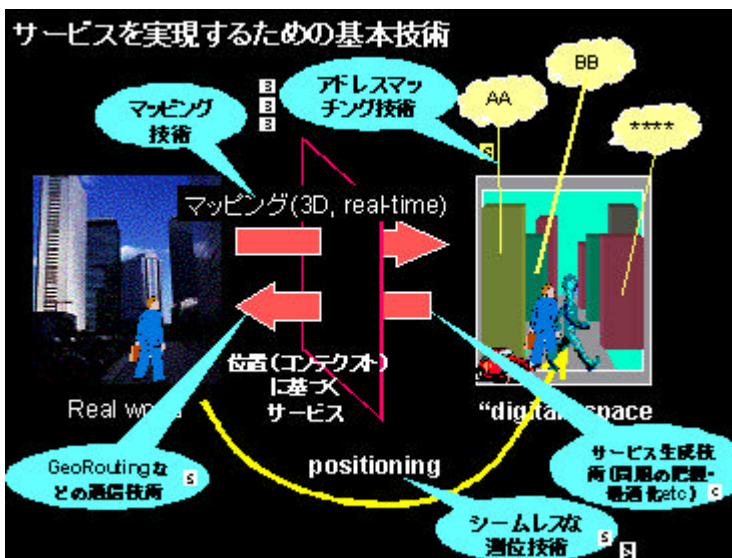 サービスを実現するための基本技術
マッピング
技術
3
3
3
アドレスマッ
チング技術
S
AA
BB
****
マッピング(3D, real-time)
位置(コンテクスト)
に基づく
サービス
Real
"digital space
GeoRoutingな
どの通信技術
S
positioning
サービス生成技
術(問題の把握・
最適化etc)
C
シームレスな
測位技術
S
S